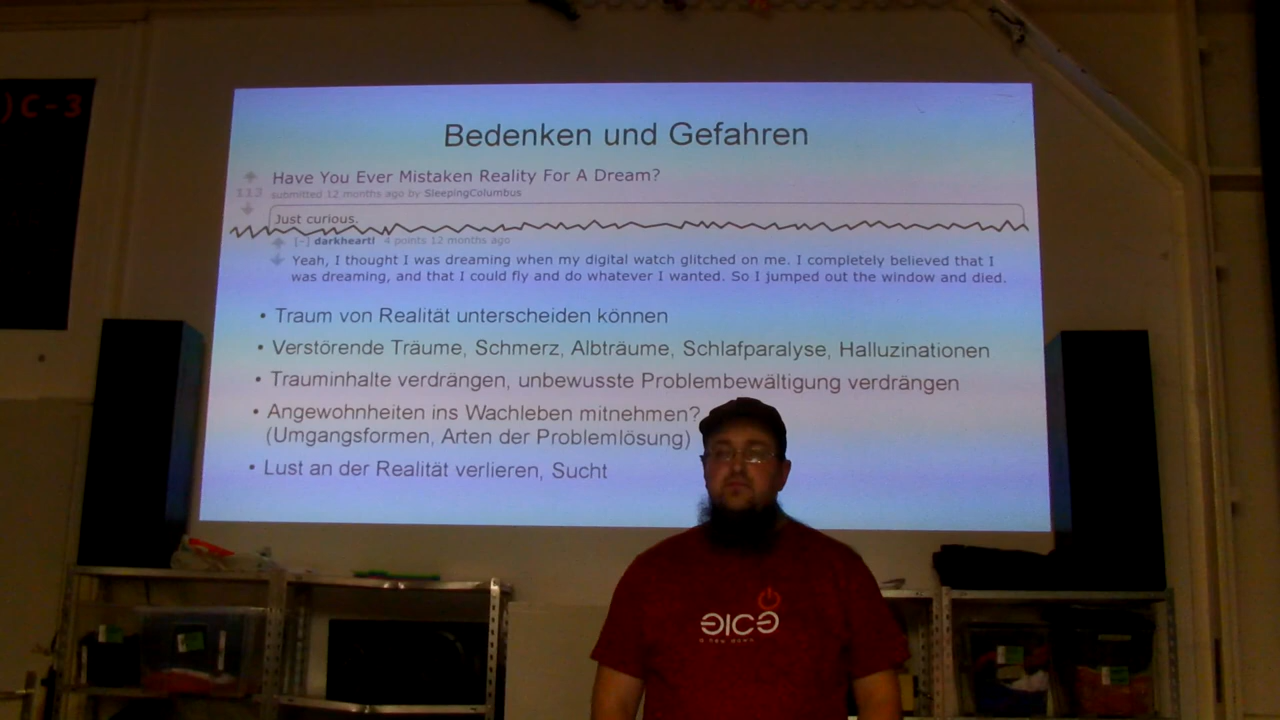 )C-3
Bedenken und Gefahren
Have You Ever Mistaken Reality For A Dream?
113
submitted 12 months ago by SleepingColumbus
Just curious.
[-] darkheartl 4 points 12 months ago
Yeah, I thought I was dreaming when my digital watch glitched on me. I completely believed that I
was dreaming, and that I could fly and do whatever I wanted. So I jumped out the window and died.
• Traum von Realität unterscheiden können
• Verstörende Träume, Schmerz, Albträume, Schlafparalyse, Halluzinationen
• Trauminhalte verdrängen, unbewusste Problembewältigung verdrängen
• Angewohnheiten ins Wachleben mitnehmen?
(Umgangsformen, Arten der Problemlösung)
• Lust an der Realität verlieren, Sucht
a new dawn